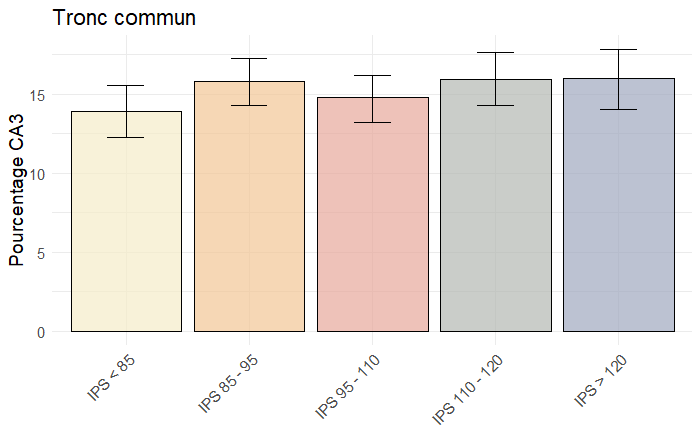 Tronc commun
Pourcentage CA3
15
10
5
0
IPS < 85
IPS 85 - 95
IPS 95 - 110
IPS 110 - 120
IPS > 120